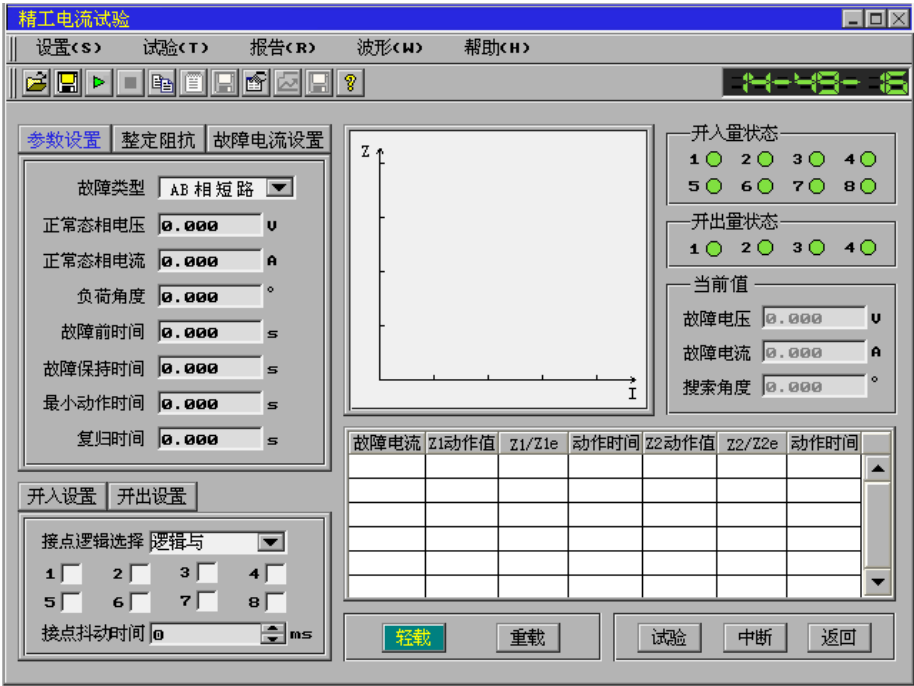 精工电流试验
设置(S) 试验(T) 报告(R) 波形(W) 帮助(H)
14-49-16
参数设置 整定阻抗 故障电流设置
故障类型 AB相短路
正常态相电压 0.000 V
正常态相电流 0.000 A
负荷角度 0.000 °
故障前时间 0.000 s
故障保持时间 0.000 s
最小动作时间 0.000 s
复归时间 0.000 s
开入设置 开出设置
接点逻辑选择 逻辑与
1 2 3 4
5 6 7 8
接点抖动时间 0 ms
Z
I
开入量状态
1 2 3 4
5 6 7 8
开出量状态
1 2 3 4
当前值
故障电压 0.000 V
故障电流 0.000 A
搜索角度 0.000 °
故障电流 Z1动作值 Z1/Z1e 动作时间 Z2动作值 Z2/Z2e 动作时间
轻载 重载 试验 中断 返回